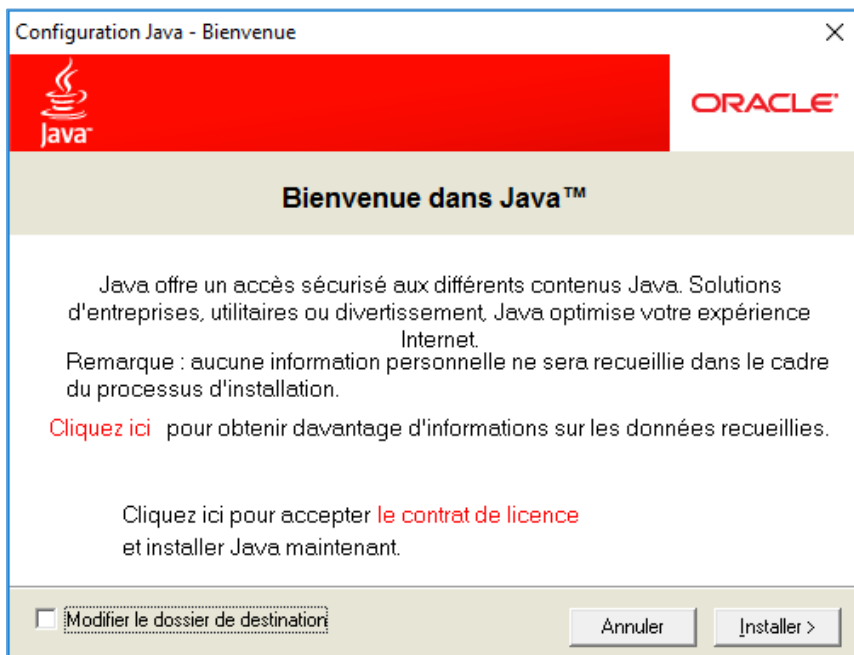 Configuration Java - Bienvenue
Java™
ORACLE®
Bienvenue dans Java™
Java offre un accès sécurisé aux différents contenus Java. Solutions
d'entreprises, utilitaires ou divertissement, Java optimise votre expérience
Internet.
Remarque : aucune information personnelle ne sera recueillie dans le cadre
du processus d'installation.
Cliquez ici pour obtenir davantage d'informations sur les données recueillies.
Cliquez ici pour accepter le contrat de licence
et installer Java maintenant.
Modifier le dossier de destination
Annuler
Installer >